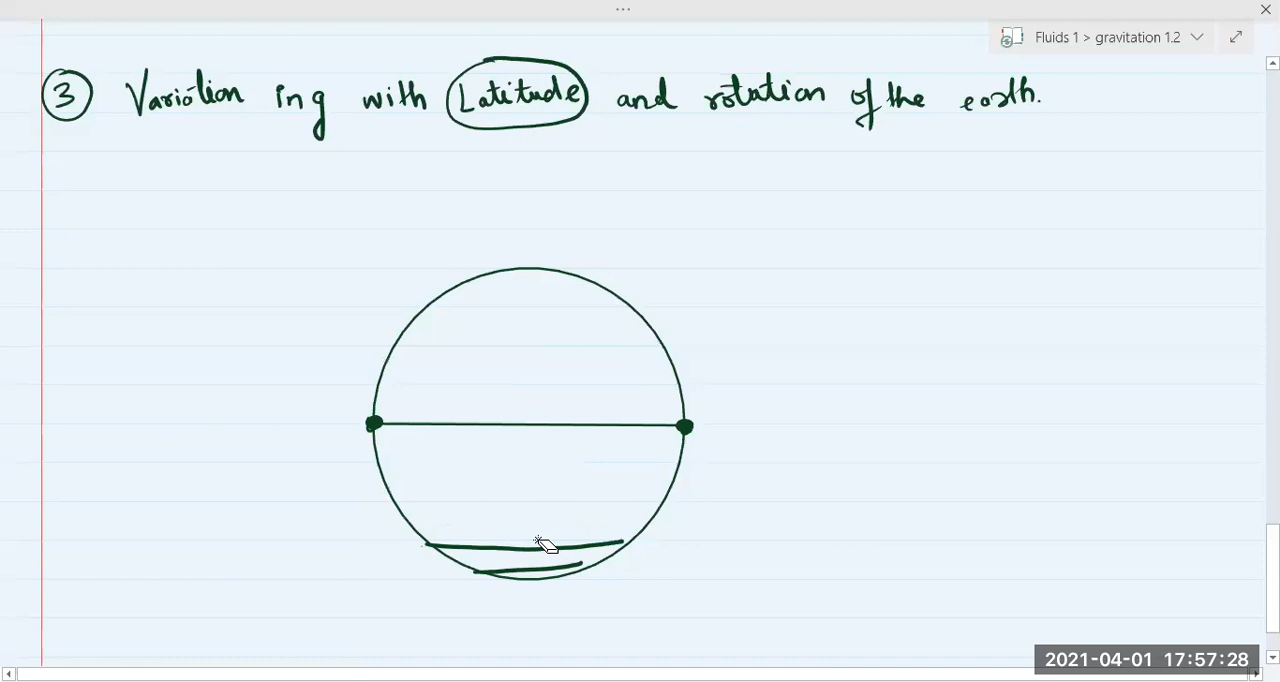 Fluids 1 > gravitation 1.2
3 Variation in g with Latitude and rotation of the earth.
2021-04-01 17:57:28